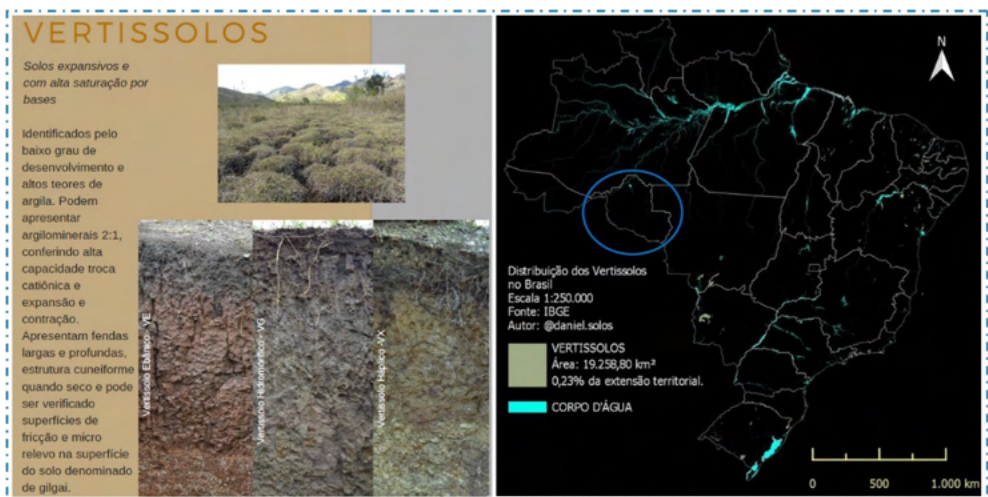 VERTISSOLOS
Solos expansivos e
com alta saturação por
bases
Identificados pelo
baixo grau de
desenvolvimento e
altos teores de
argila. Podem
apresentar
argilominerais 2:1,
conferindo alta
capacidade troca
catiônica e
expansão e
contração.
Apresentam fendas
largas e profundas,
estrutura cuneiforme
quando seco e pode
ser verificado
superfícies de
fricção e micro
relevo na superfície
do solo denominado
de gilgai.
Vertissolo Ebânico -VE
Vertissolo Hidromórfico - VG
Vertissolo Háplico -VX
N
Distribuição dos Vertissolos
no Brasil
Escala 1:250.000
Fonte: IBGE
Autor: @daniel.solos
VERTISSOLOS
Área: 19.258,80 km²
0,23% da extensão territorial.
CORPO D'ÁGUA
0 500 1.000 km